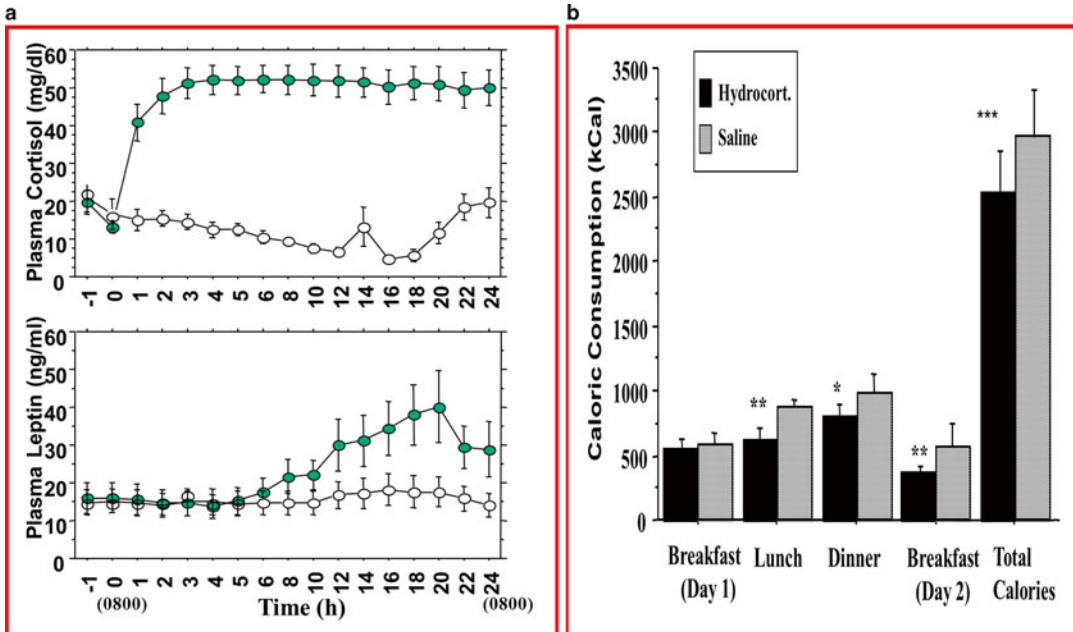 a
Plasma Cortisol (mg/dl)
60
50
40
30
20
10
0
-1 0 1 2 3 4 5 6 8 10 12 14 16 18 20 22 24
Plasma Leptin (ng/ml)
60
50
40
30
20
10
0
-1 0 1 2 3 4 5 6 8 10 12 14 16 18 20 22 24
(0800) Time (h) (0800)
b
Caloric Consumption (kCal)
3500
3000
2500
2000
1500
1000
500
0
Hydrocort.
Saline
** * ** ***
Breakfast Lunch Dinner Breakfast Total
(Day 1) (Day 2) Calories